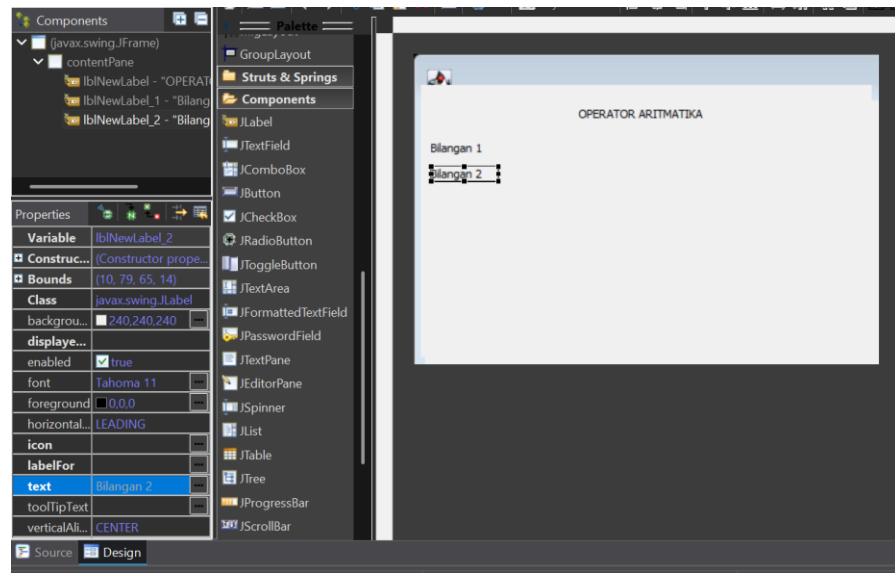 Components
(javax.swing.JFrame)
contentPane
lblNewLabel - "OPERAT
lblNewLabel_1 - "Bilang
lblNewLabel_2 - "Bilang
Properties
Variable lblNewLabel_2
Construc... (Constructor prope...
Bounds (10, 79, 65, 14)
Class javax.swing.JLabel
backgrou... 240,240,240
displaye...
enabled true
font Tahoma 11
foreground 0,0,0
horizontal... LEADING
icon
labelFor
text Bilangan 2
toolTipText
verticalAli... CENTER
Source Design
Palette
GroupLayout
Struts & Springs
Components
JLabel
JTextField
JComboBox
JButton
JCheckBox
JRadioButton
JToggleButton
JTextArea
JFormattedTextField
JPasswordField
JTextPane
JEditorPane
JSpinner
JList
JTable
JTree
JProgressBar
JScrollBar
OPERATOR ARITMATIKA
Bilangan 1
Bilangan 2